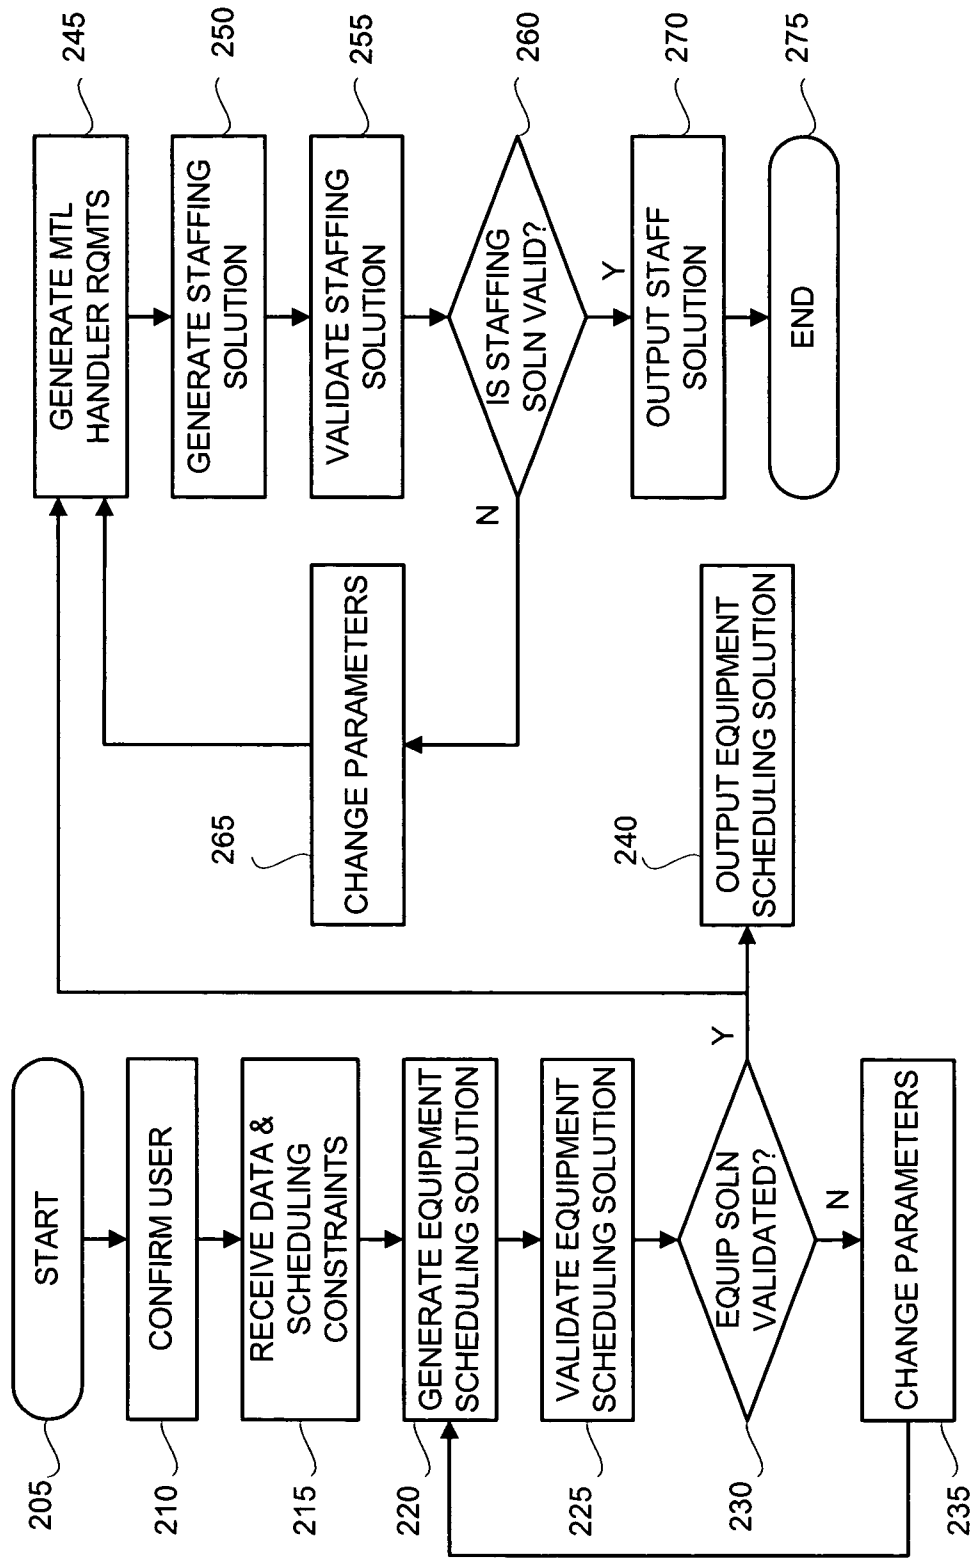 205
START
210
CONFIRM USER
215
RECEIVE DATA &
SCHEDULING
CONSTRAINTS
220
GENERATE EQUIPMENT
SCHEDULING SOLUTION
225
VALIDATE EQUIPMENT
SCHEDULING SOLUTION
230
EQUIP SOLN
VALIDATED?
Y
N
235
CHANGE PARAMETERS
240
OUTPUT EQUIPMENT
SCHEDULING SOLUTION
245
GENERATE MTL
HANDLER RQMTS
250
GENERATE STAFFING
SOLUTION
255
VALIDATE STAFFING
SOLUTION
260
IS STAFFING
SOLN VALID?
N
Y
265
CHANGE PARAMETERS
270
OUTPUT STAFF
SOLUTION
275
END